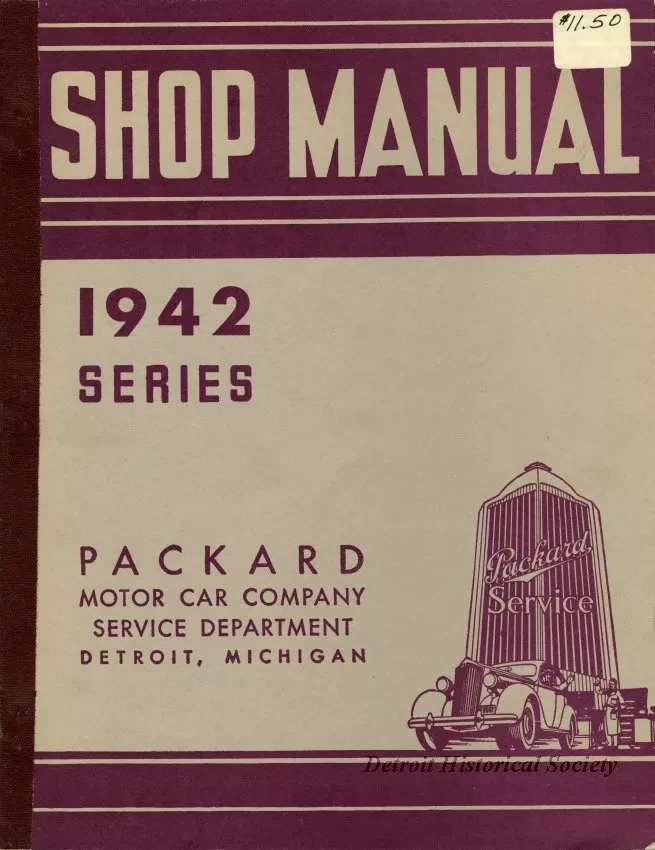 $11.50
SHOP MANUAL
1942
SERIES
PACKARD
MOTOR CAR COMPANY
SERVICE DEPARTMENT
DETROIT, MICHIGAN
Packard
Service
Detroit Historical Society